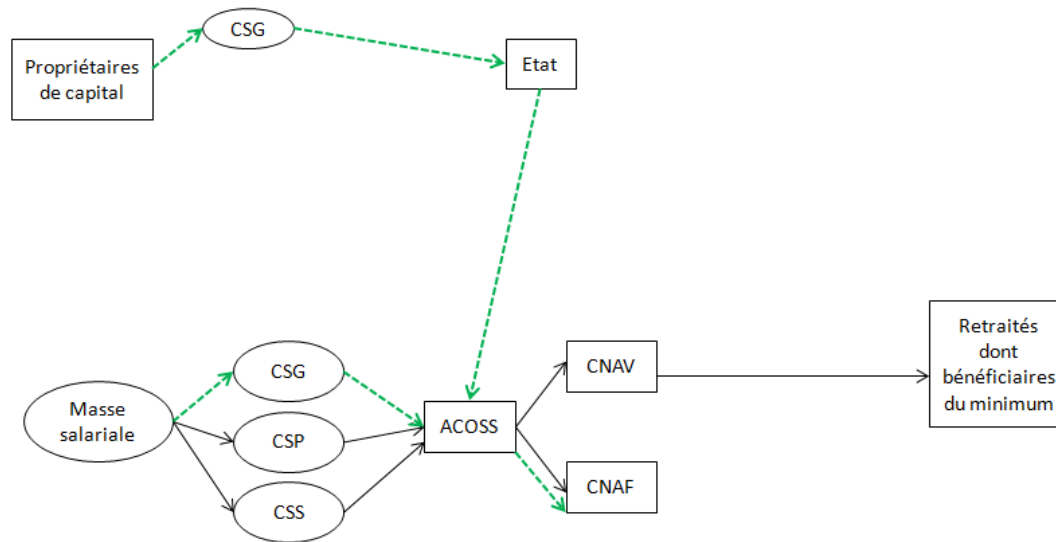 CSG
Propriétaires
de capital
Etat
Retraités
dont
bénéficiaires
du minimum
CNAV
CSG
Masse
salariale
ACOSS
CSP
CNAF
CSS